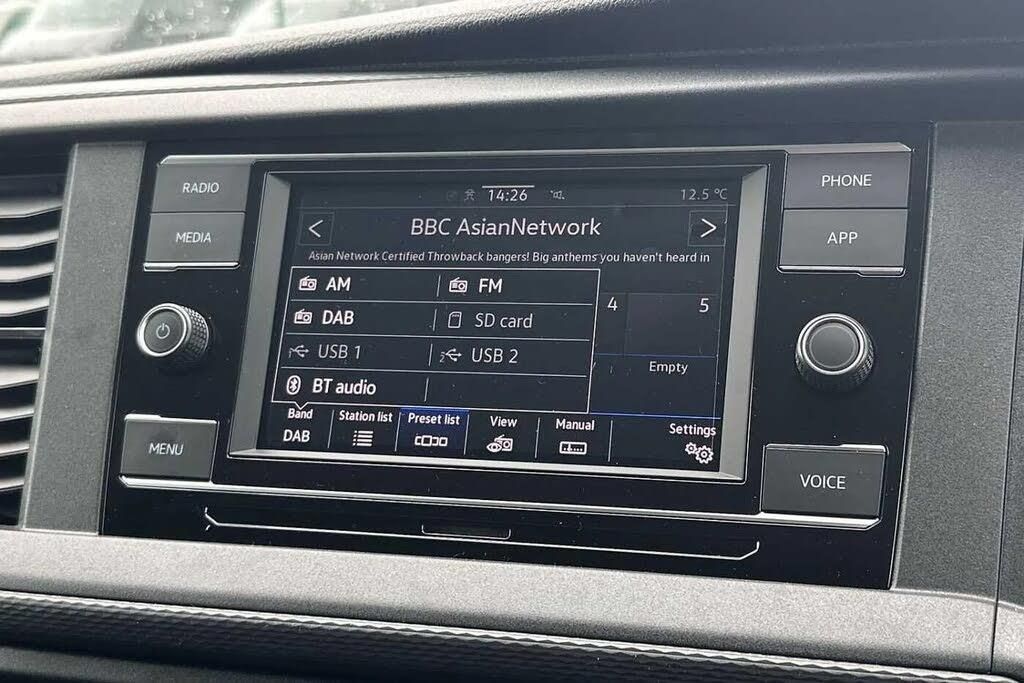 RADIO
MEDIA
MENU
14:26
12.5 °C
< BBC AsianNetwork >
Asian Network Certified Throwback bangers! Big anthems you haven't heard in
AM FM
DAB SD card
1 USB 1 2 USB 2
BT audio
4 5
Empty
Band Station list Preset list View Manual Settings
DAB
PHONE
APP
VOICE